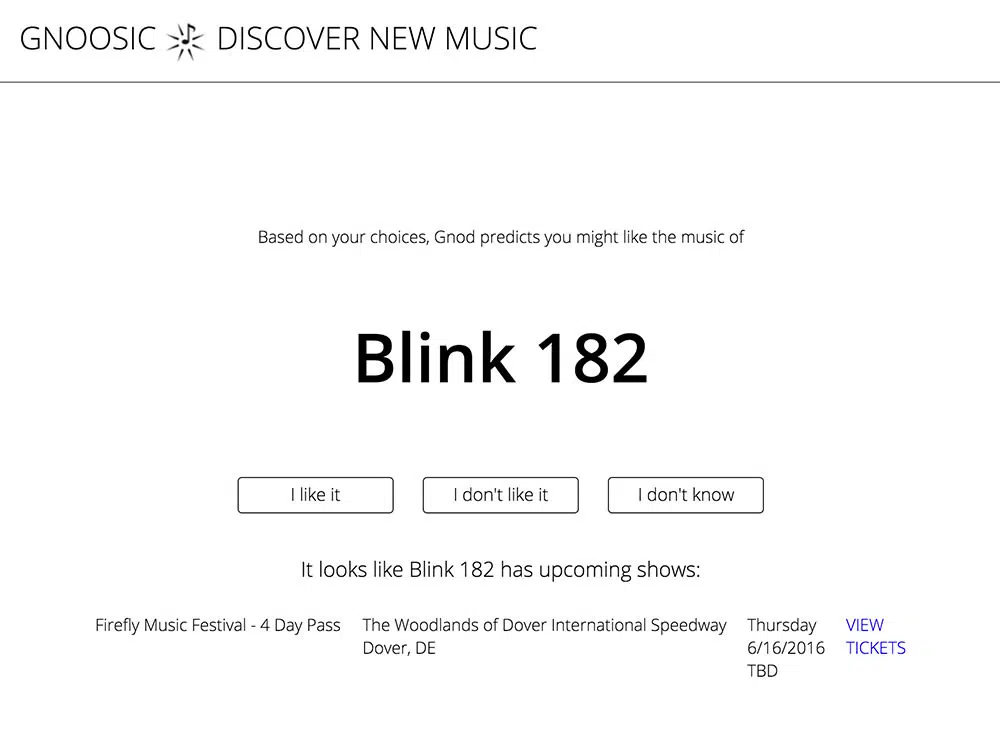 GNOOSIC DISCOVER NEW MUSIC
Based on your choices, Gnod predicts you might like the music of
Blink 182
I like it
I don't like it
I don't know
It looks like Blink 182 has upcoming shows:
Firefly Music Festival - 4 Day Pass
The Woodlands of Dover International Speedway
Dover, DE
Thursday
6/16/2016
TBD
VIEW
TICKETS